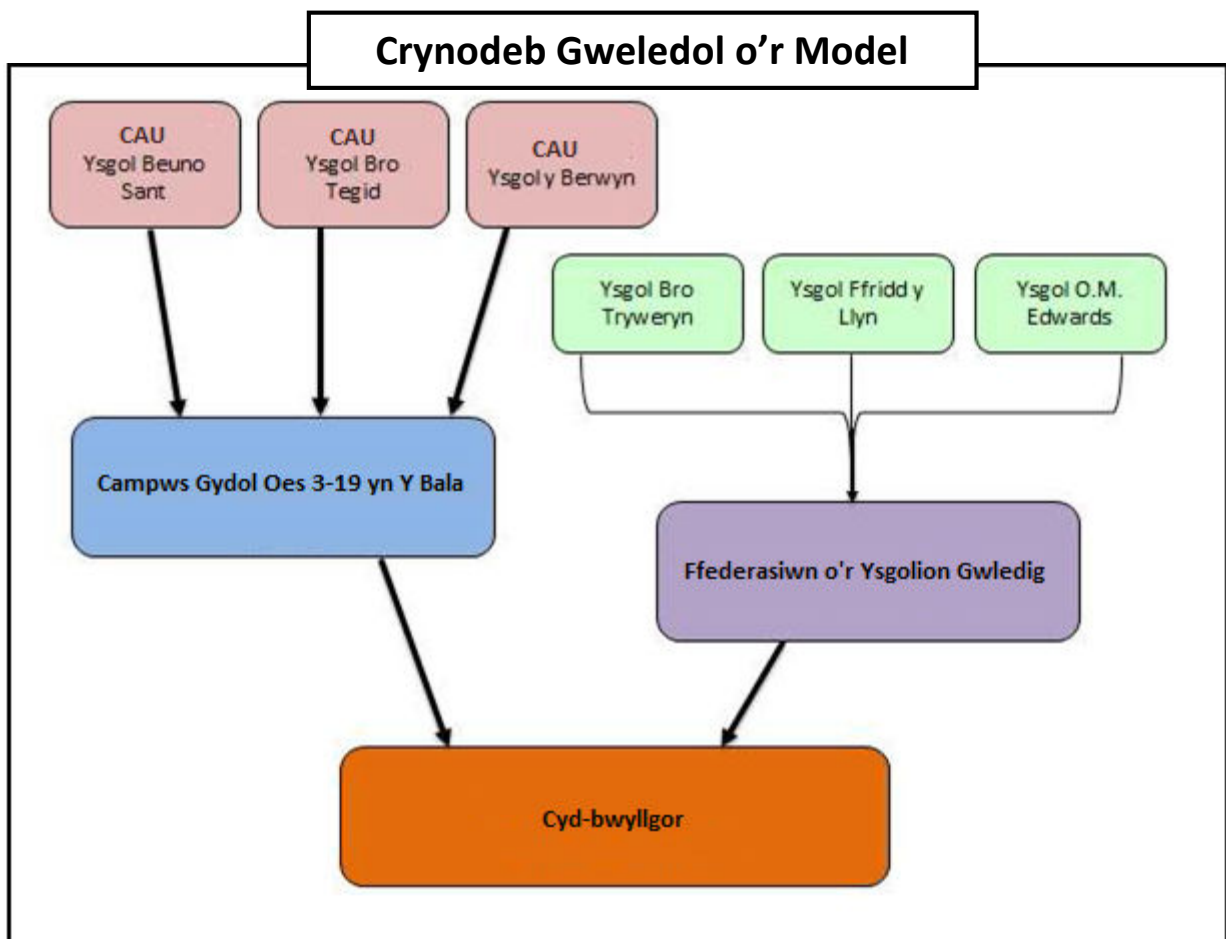 Crynodeb Gweledol o’r Model
CAU
Ysgol Beuno
Sant
CAU
Ysgol Bro
Tegid
CAU
Ysgol y Berwyn
Ysgol Bro
Tryweryn
Ysgol Ffridd y
Llyn
Ysgol O.M.
Edwards
Campws Gydol Oes 3-19 yn Y Bala
Ffederasiwn o'r Ysgolion Gwledig
Cyd-bwyllgor